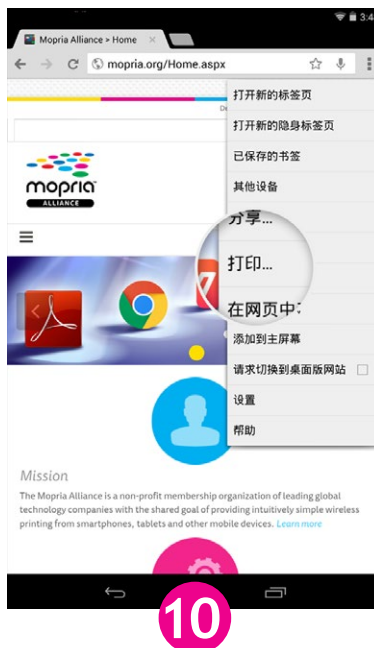 3:4
Mopria Alliance > Home
mopria.org/Home.aspx
打开新的标签页
打开新的隐身标签页
已保存的书签
其他设备
分享...
打印...
在网页中
添加到主屏幕
请求切换到桌面版网站
设置
帮助
mopria
ALLIANCE
Mission
The Mopria Alliance is a non-profit membership organization of leading global
technology companies with the shared goal of providing intuitively simple wireless
printing from smartphones, tablets and other mobile devices. Learn more
10